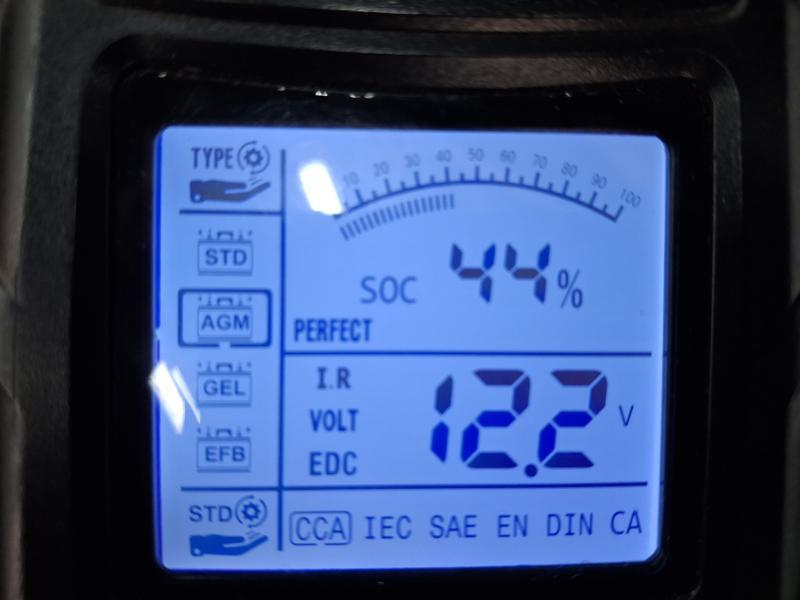 TYPE
STD
AGM
GEL
EFB
STD
10 20 30 40 50 60 70 80 90 100
SOC 44%
PERFECT
I.R
VOLT
EDC
12.2 V
CCA IEC SAE EN DIN CA